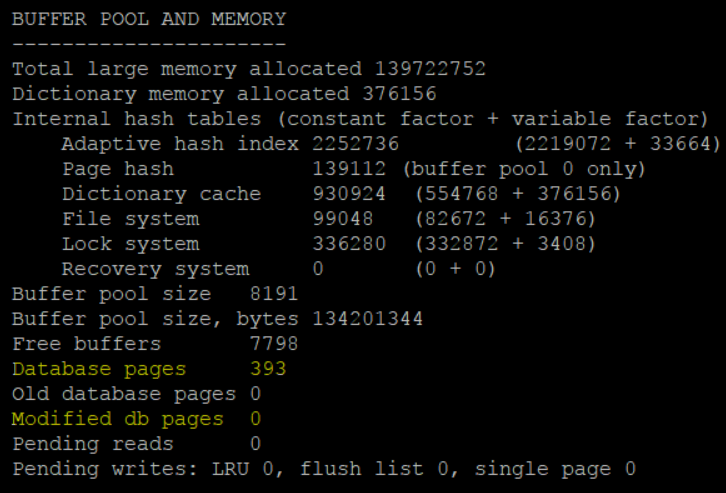 BUFFER POOL AND MEMORY
----------------------
Total large memory allocated 139722752
Dictionary memory allocated 376156
Internal hash tables (constant factor + variable factor)
    Adaptive hash index 2252736         (2219072 + 33664)
    Page hash           139112 (buffer pool 0 only)
    Dictionary cache    930924  (554768 + 376156)
    File system         99048   (82672 + 16376)
    Lock system         336280  (332872 + 3408)
    Recovery system     0       (0 + 0)
Buffer pool size   8191
Buffer pool size, bytes 134201344
Free buffers       7798
Database pages     393
Old database pages 0
Modified db pages  0
Pending reads      0
Pending writes: LRU 0, flush list 0, single page 0